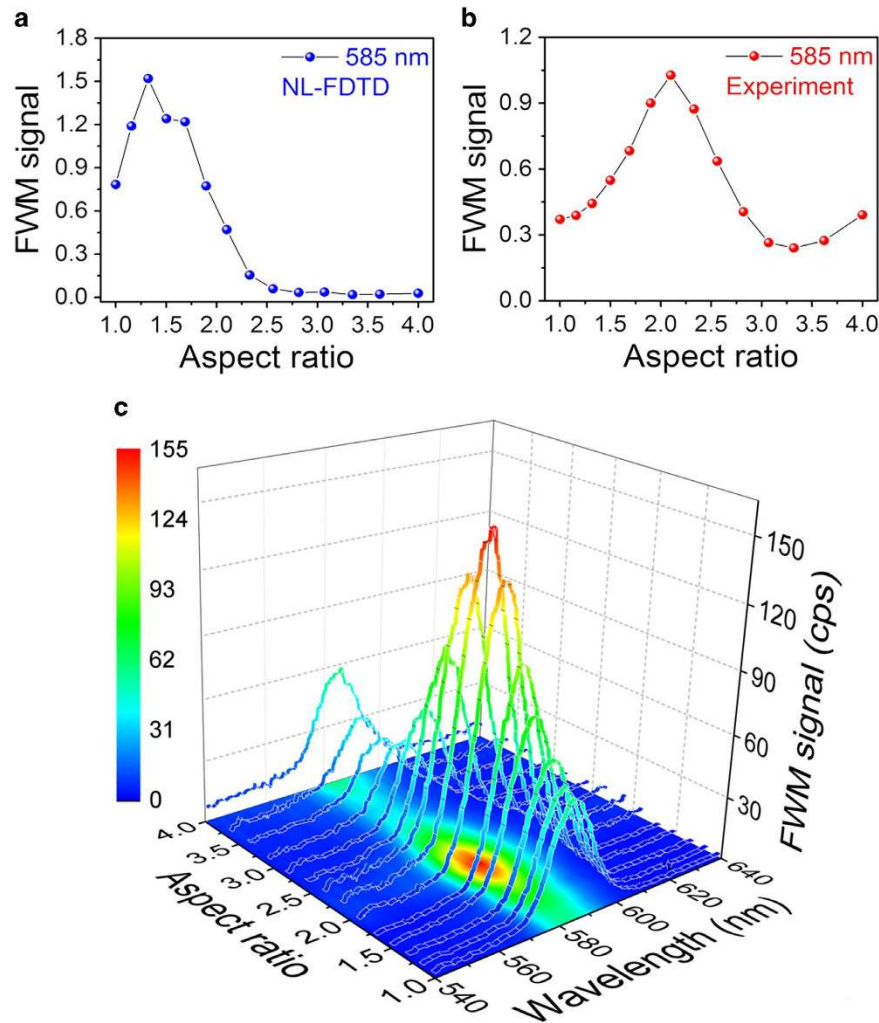 a
1.8
1.5
1.2
0.9
0.6
0.3
0.0
FWM signal
585 nm
NL-FDTD
1.0 1.5 2.0 2.5 3.0 3.5 4.0
Aspect ratio
b
1.2
0.9
0.6
0.3
0.0
FWM signal
585 nm
Experiment
1.0 1.5 2.0 2.5 3.0 3.5 4.0
Aspect ratio
c
155
124
93
62
31
0
150
120
90
60
30
FWM signal (cps)
4.0
3.5
3.0
2.5
2.0
1.5
1.0
Aspect ratio
540
560
580
600
620
640
Wavelength (nm)